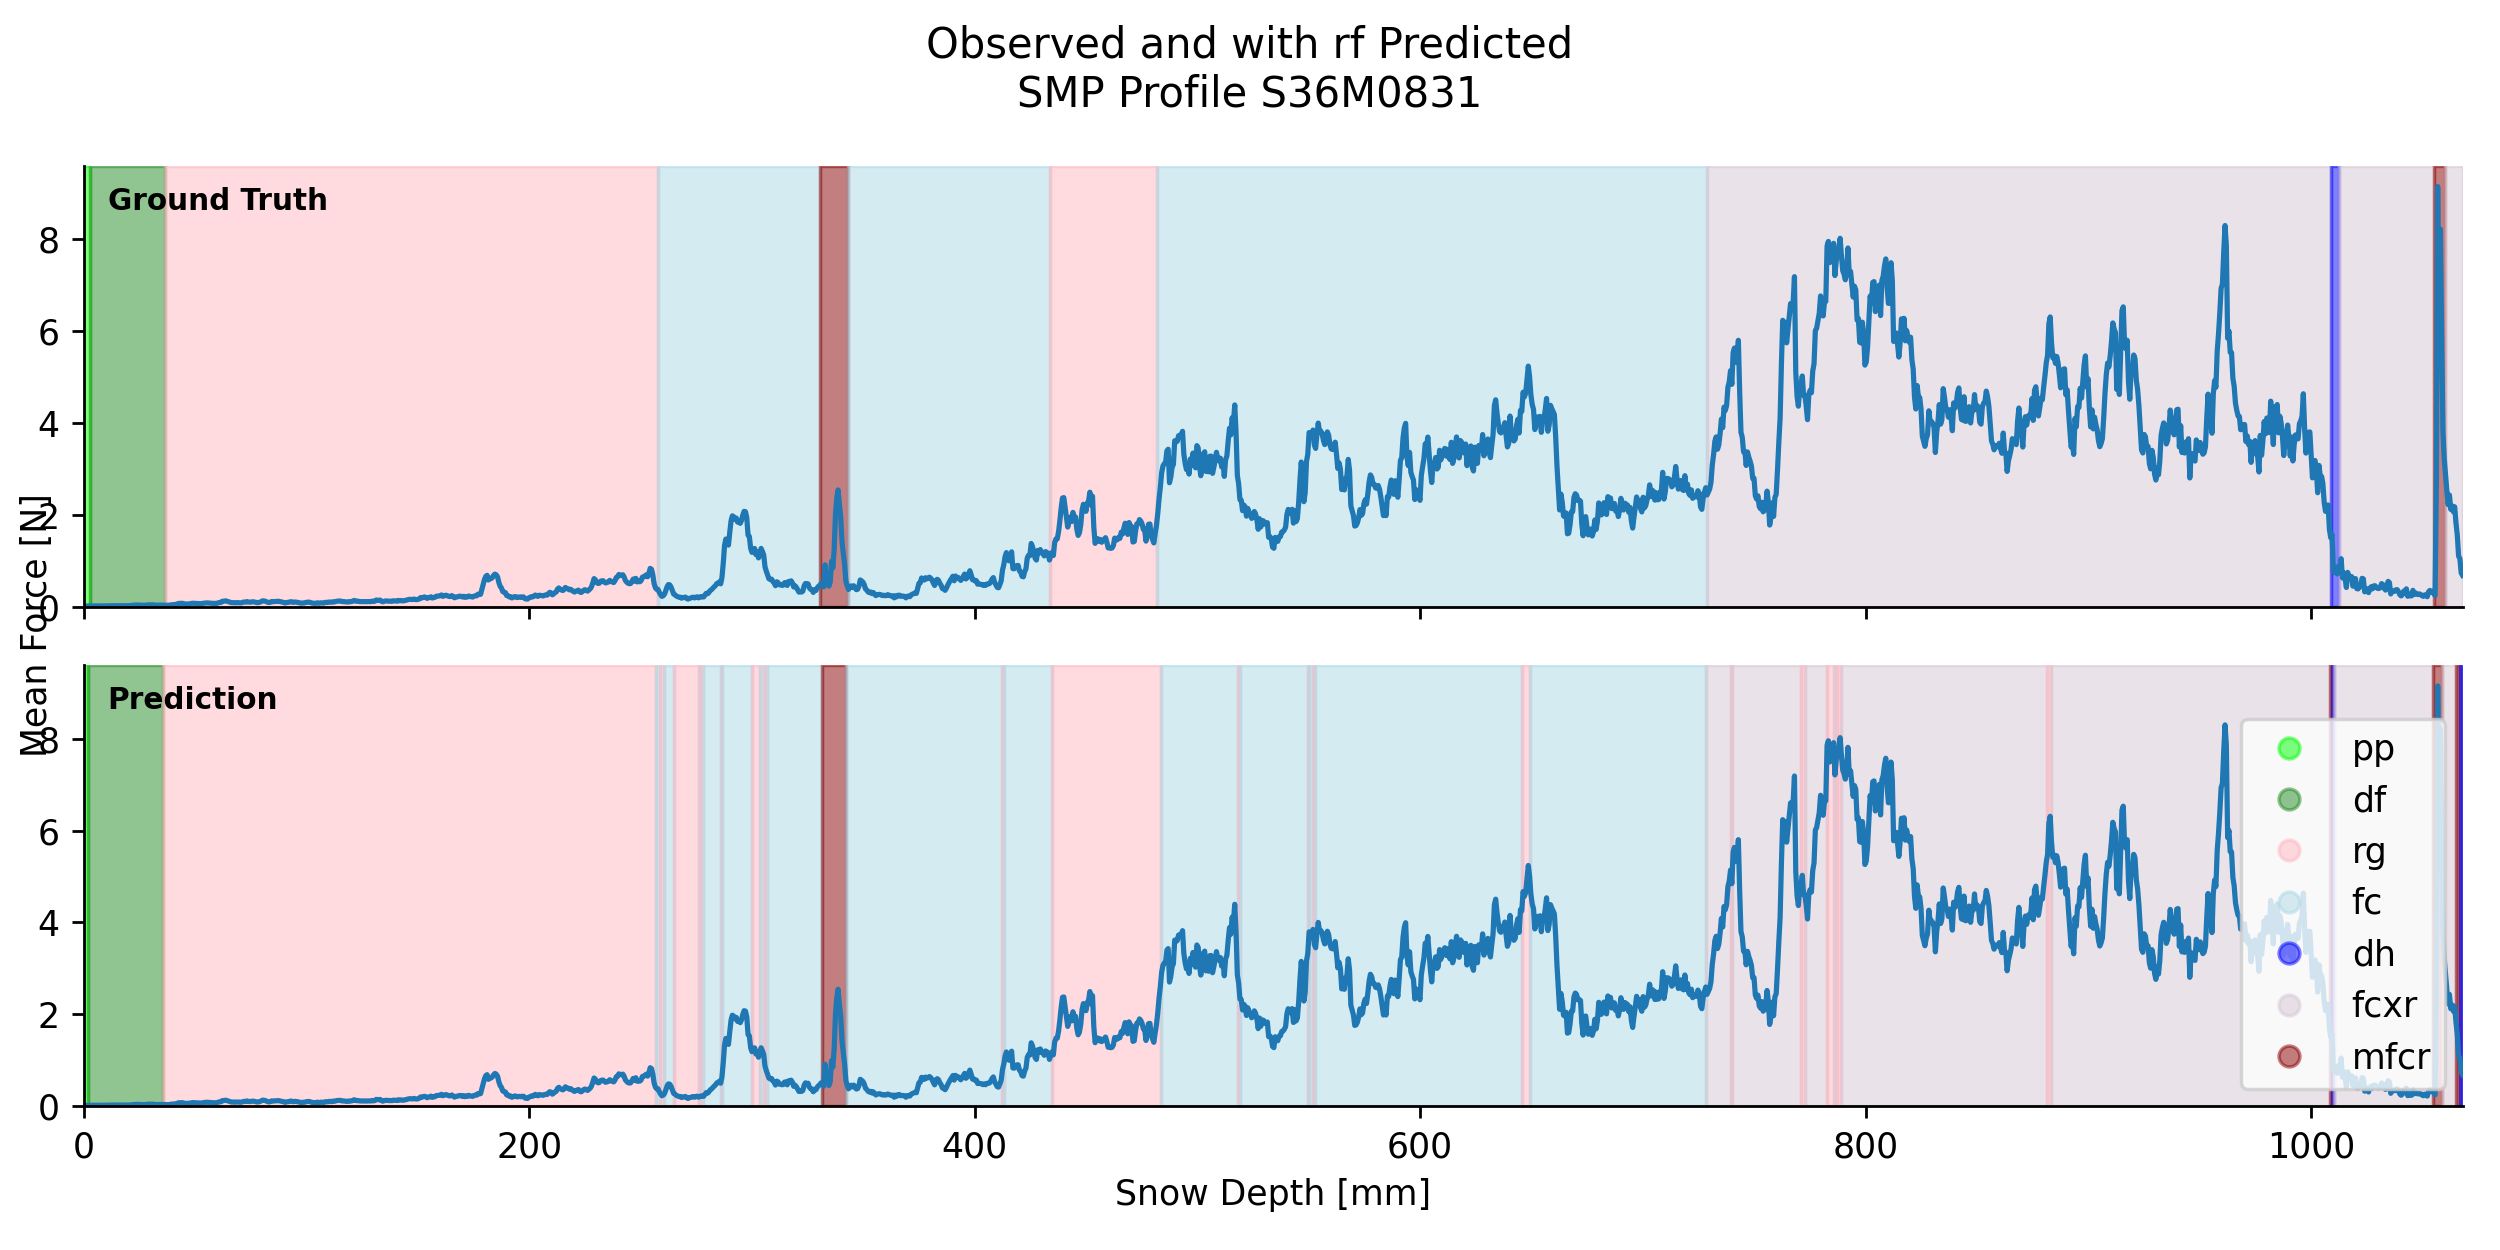 Observed and with rf Predicted
SMP Profile S36M0831
Mean Force [N]
Ground Truth
8
6
4
2
0
Prediction
8
6
4
2
0
pp
df
rg
fc
dh
fcxr
mfcr
0 200 400 600 800 1000
Snow Depth [mm]